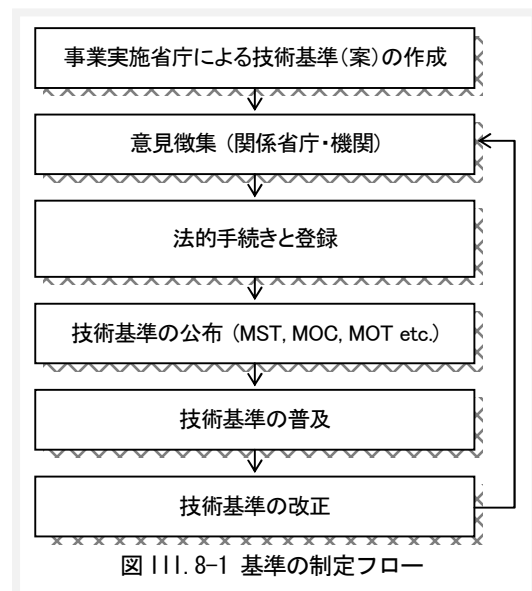 事業実施省庁による技術基準(案)の作成
意見徴集 (関係省庁・機関)
法的手続きと登録
技術基準の公布 (MST, MOC, MOT etc.)
技術基準の普及
技術基準の改正
図 III.8-1 基準の制定フロー